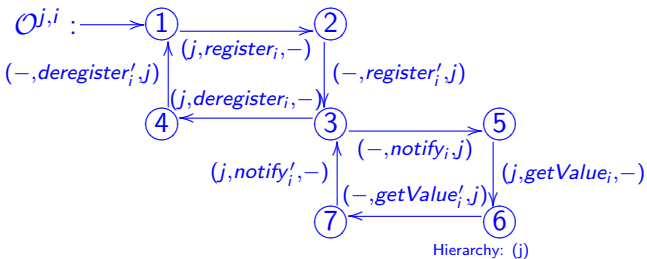 𝒪^{j,i} : 1 2
(j,register_i,−)
(−,deregister′_i,j) (−,register′_i,j)
(j,deregister_i,−)
4 3 5
(−,notify_i,j)
(j,notify′_i,−) (j,getValue_i,−)
(−,getValue′_i,j)
7 6
Hierarchy: (j)